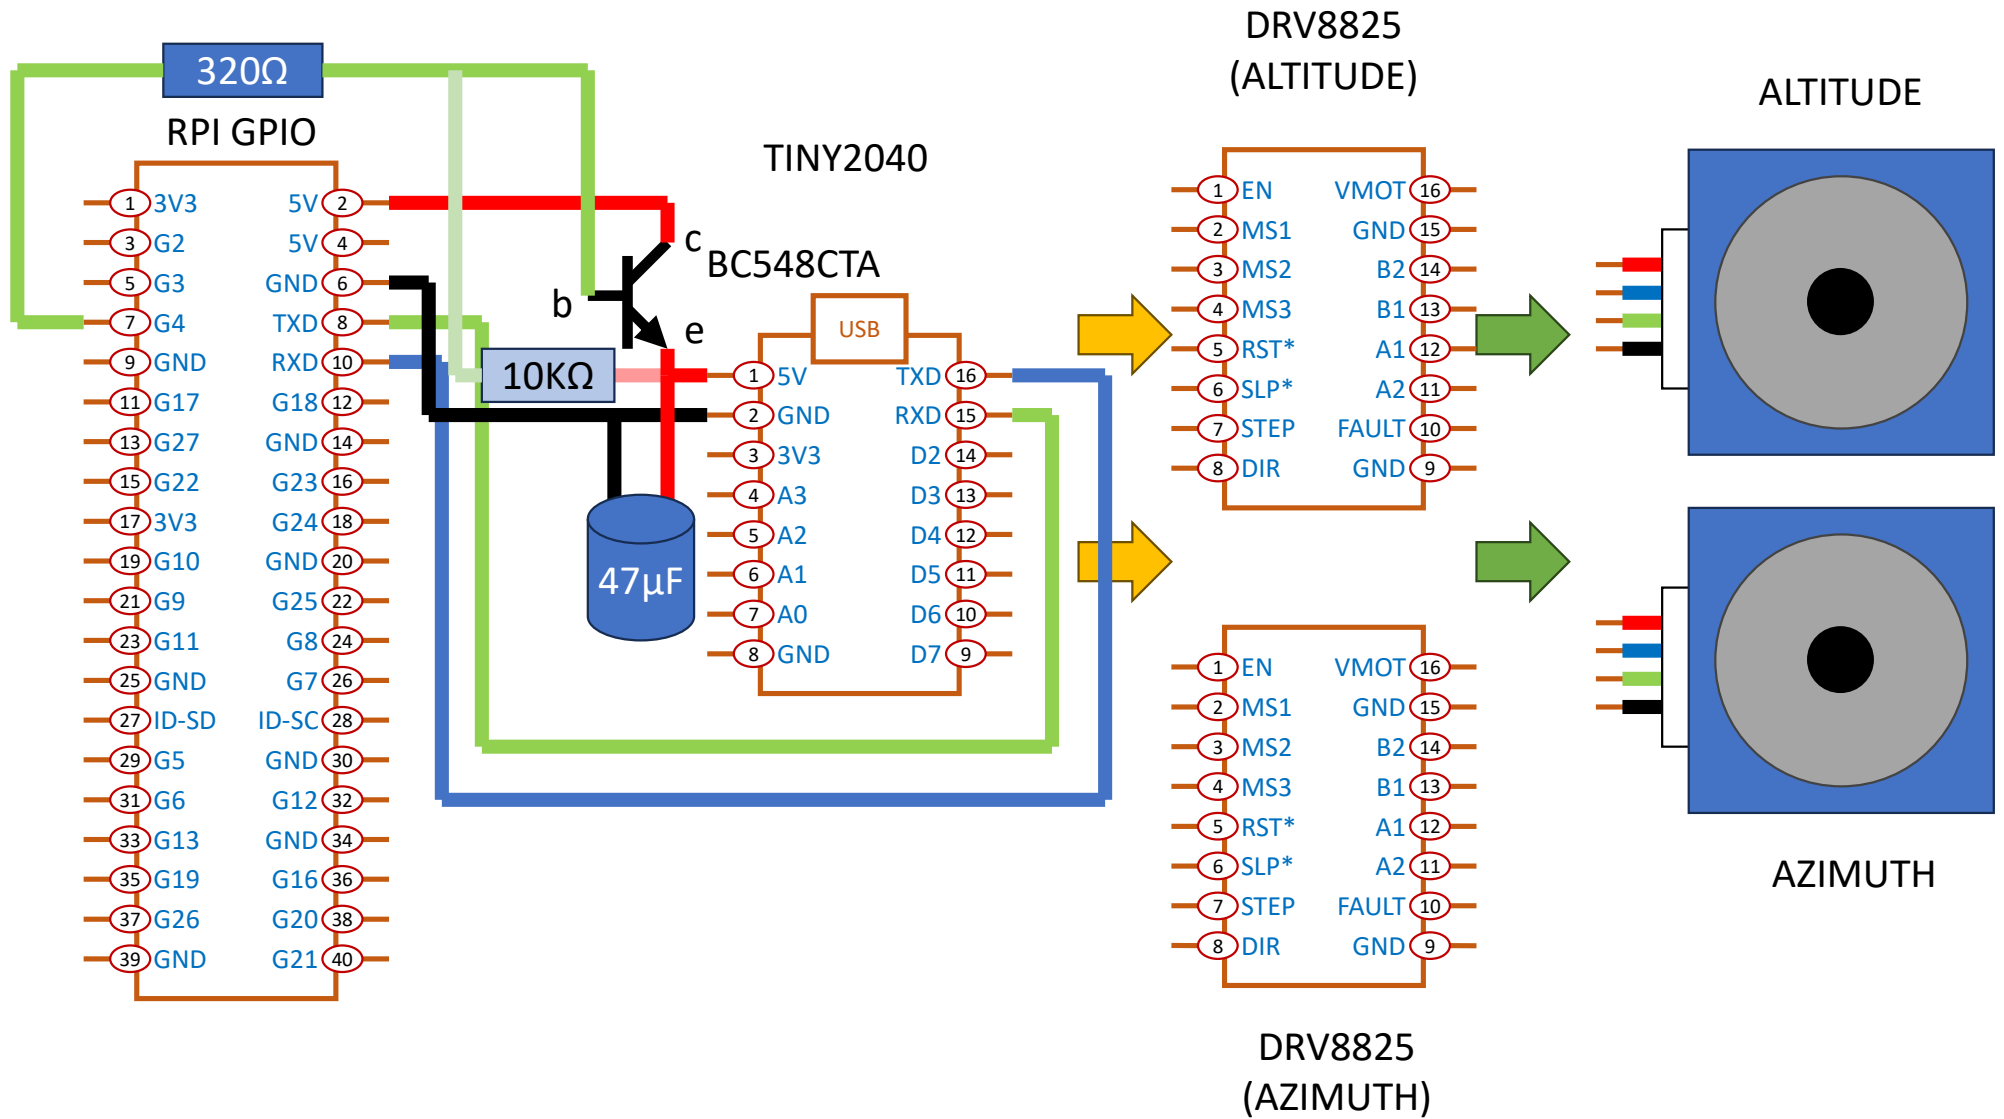 320Ω
RPI GPIO
1 3V3 5V 2
3 G2 5V 4
5 G3 GND 6
7 G4 TXD 8
9 GND RXD 10
11 G17 G18 12
13 G27 GND 14
15 G22 G23 16
17 3V3 G24 18
19 G10 GND 20
21 G9 G25 22
23 G11 G8 24
25 GND G7 26
27 ID-SD ID-SC 28
29 G5 GND 30
31 G6 G12 32
33 G13 GND 34
35 G19 G16 36
37 G26 G20 38
39 GND G21 40
c
b
e
BC548CTA
10KΩ
47µF
TINY2040
USB
1 5V TXD 16
2 GND RXD 15
3 3V3 D2 14
4 A3 D3 13
5 A2 D4 12
6 A1 D5 11
7 A0 D6 10
8 GND D7 9
DRV8825
(ALTITUDE)
1 EN VMOT 16
2 MS1 GND 15
3 MS2 B2 14
4 MS3 B1 13
5 RST* A1 12
6 SLP* A2 11
7 STEP FAULT 10
8 DIR GND 9
1 EN VMOT 16
2 MS1 GND 15
3 MS2 B2 14
4 MS3 B1 13
5 RST* A1 12
6 SLP* A2 11
7 STEP FAULT 10
8 DIR GND 9
DRV8825
(AZIMUTH)
ALTITUDE
AZIMUTH